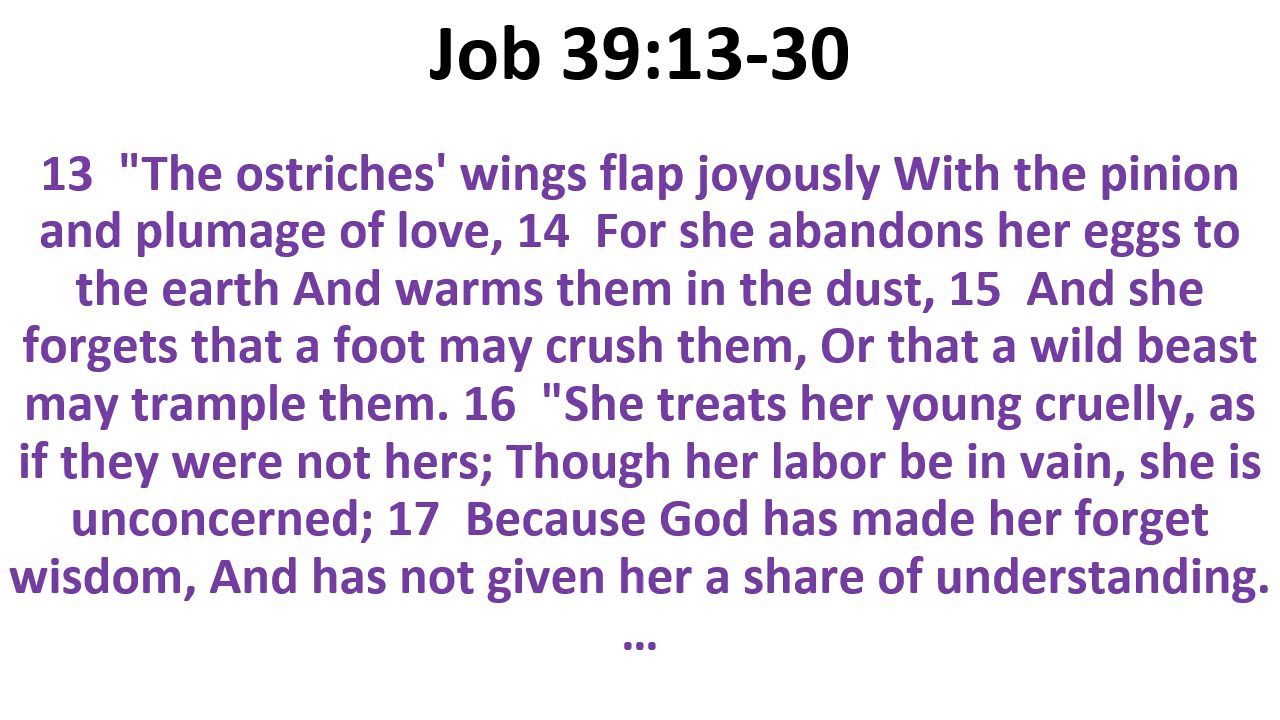 Job 39:13-30
13  "The ostriches' wings flap joyously With the pinion
and plumage of love, 14  For she abandons her eggs to
the earth And warms them in the dust, 15  And she
forgets that a foot may crush them, Or that a wild beast
may trample them. 16  "She treats her young cruelly, as
if they were not hers; Though her labor be in vain, she is
unconcerned; 17  Because God has made her forget
wisdom, And has not given her a share of understanding.
...